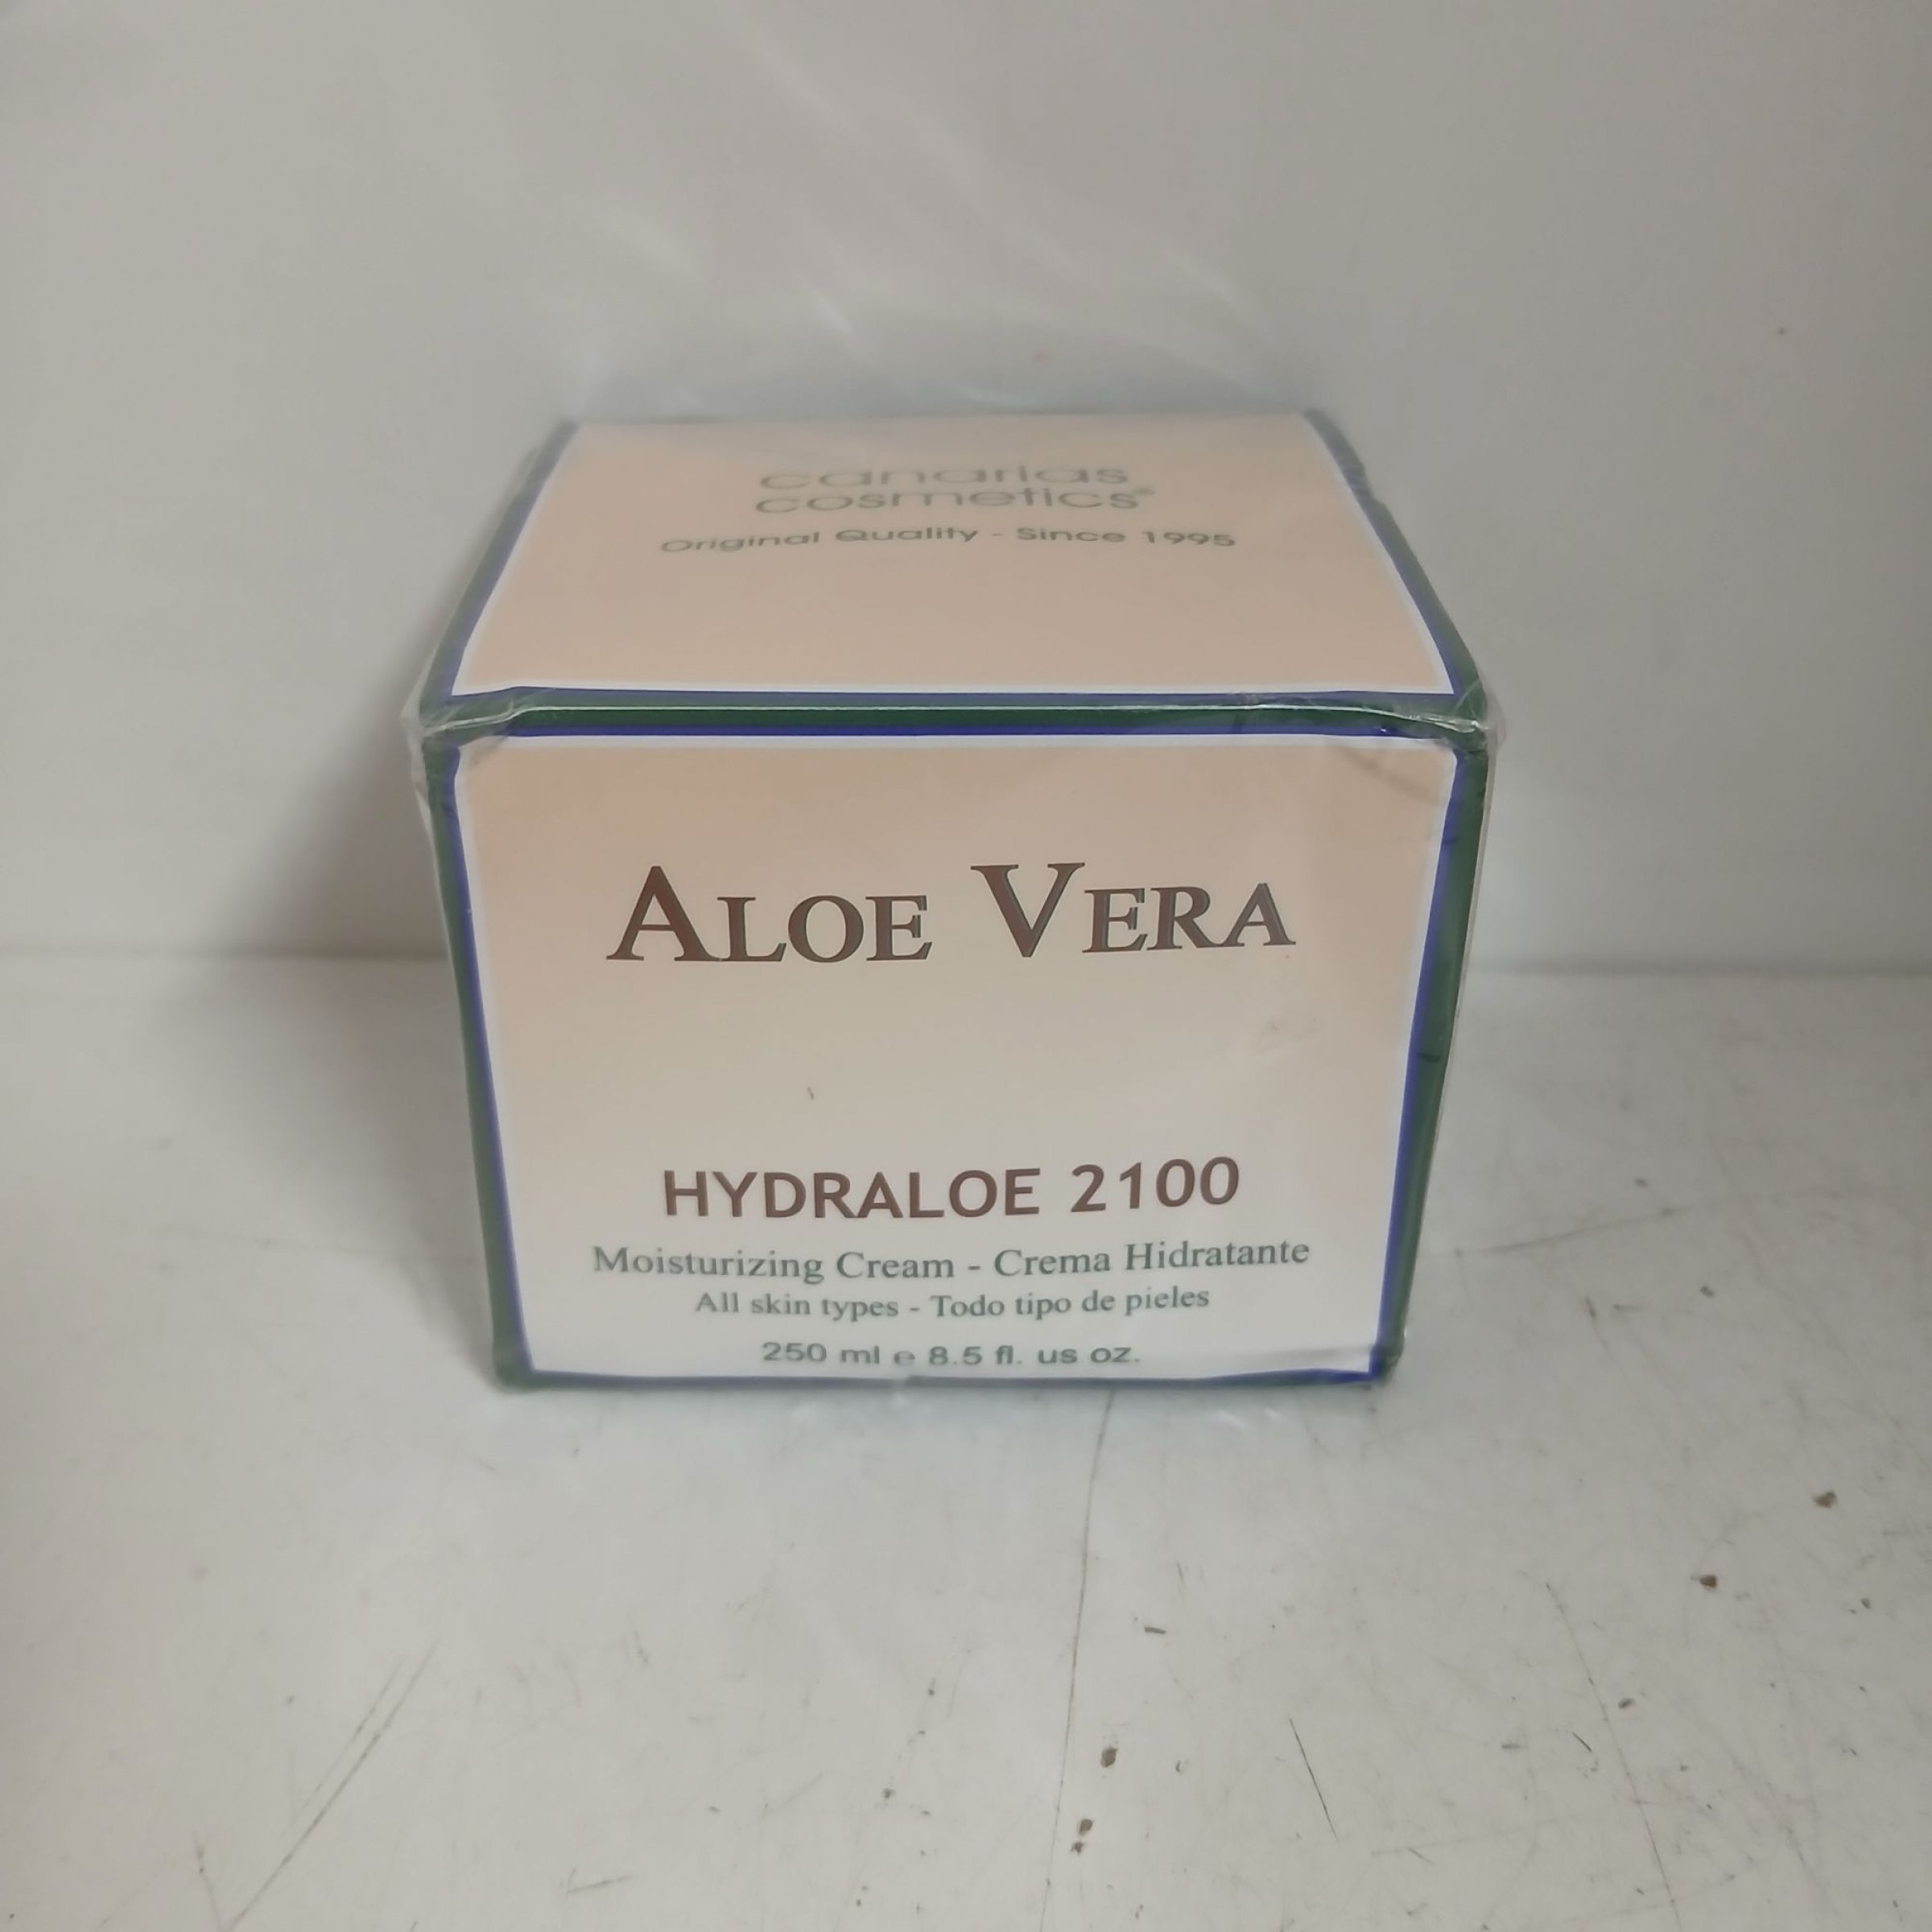 canarias
cosmetics®
Original Quality - Since 1995
ALOE VERA
HYDRALOE 2100
Moisturizing Cream - Crema Hidratante
All skin types - Todo tipo de pieles
250 ml e 8.5 fl. us oz.